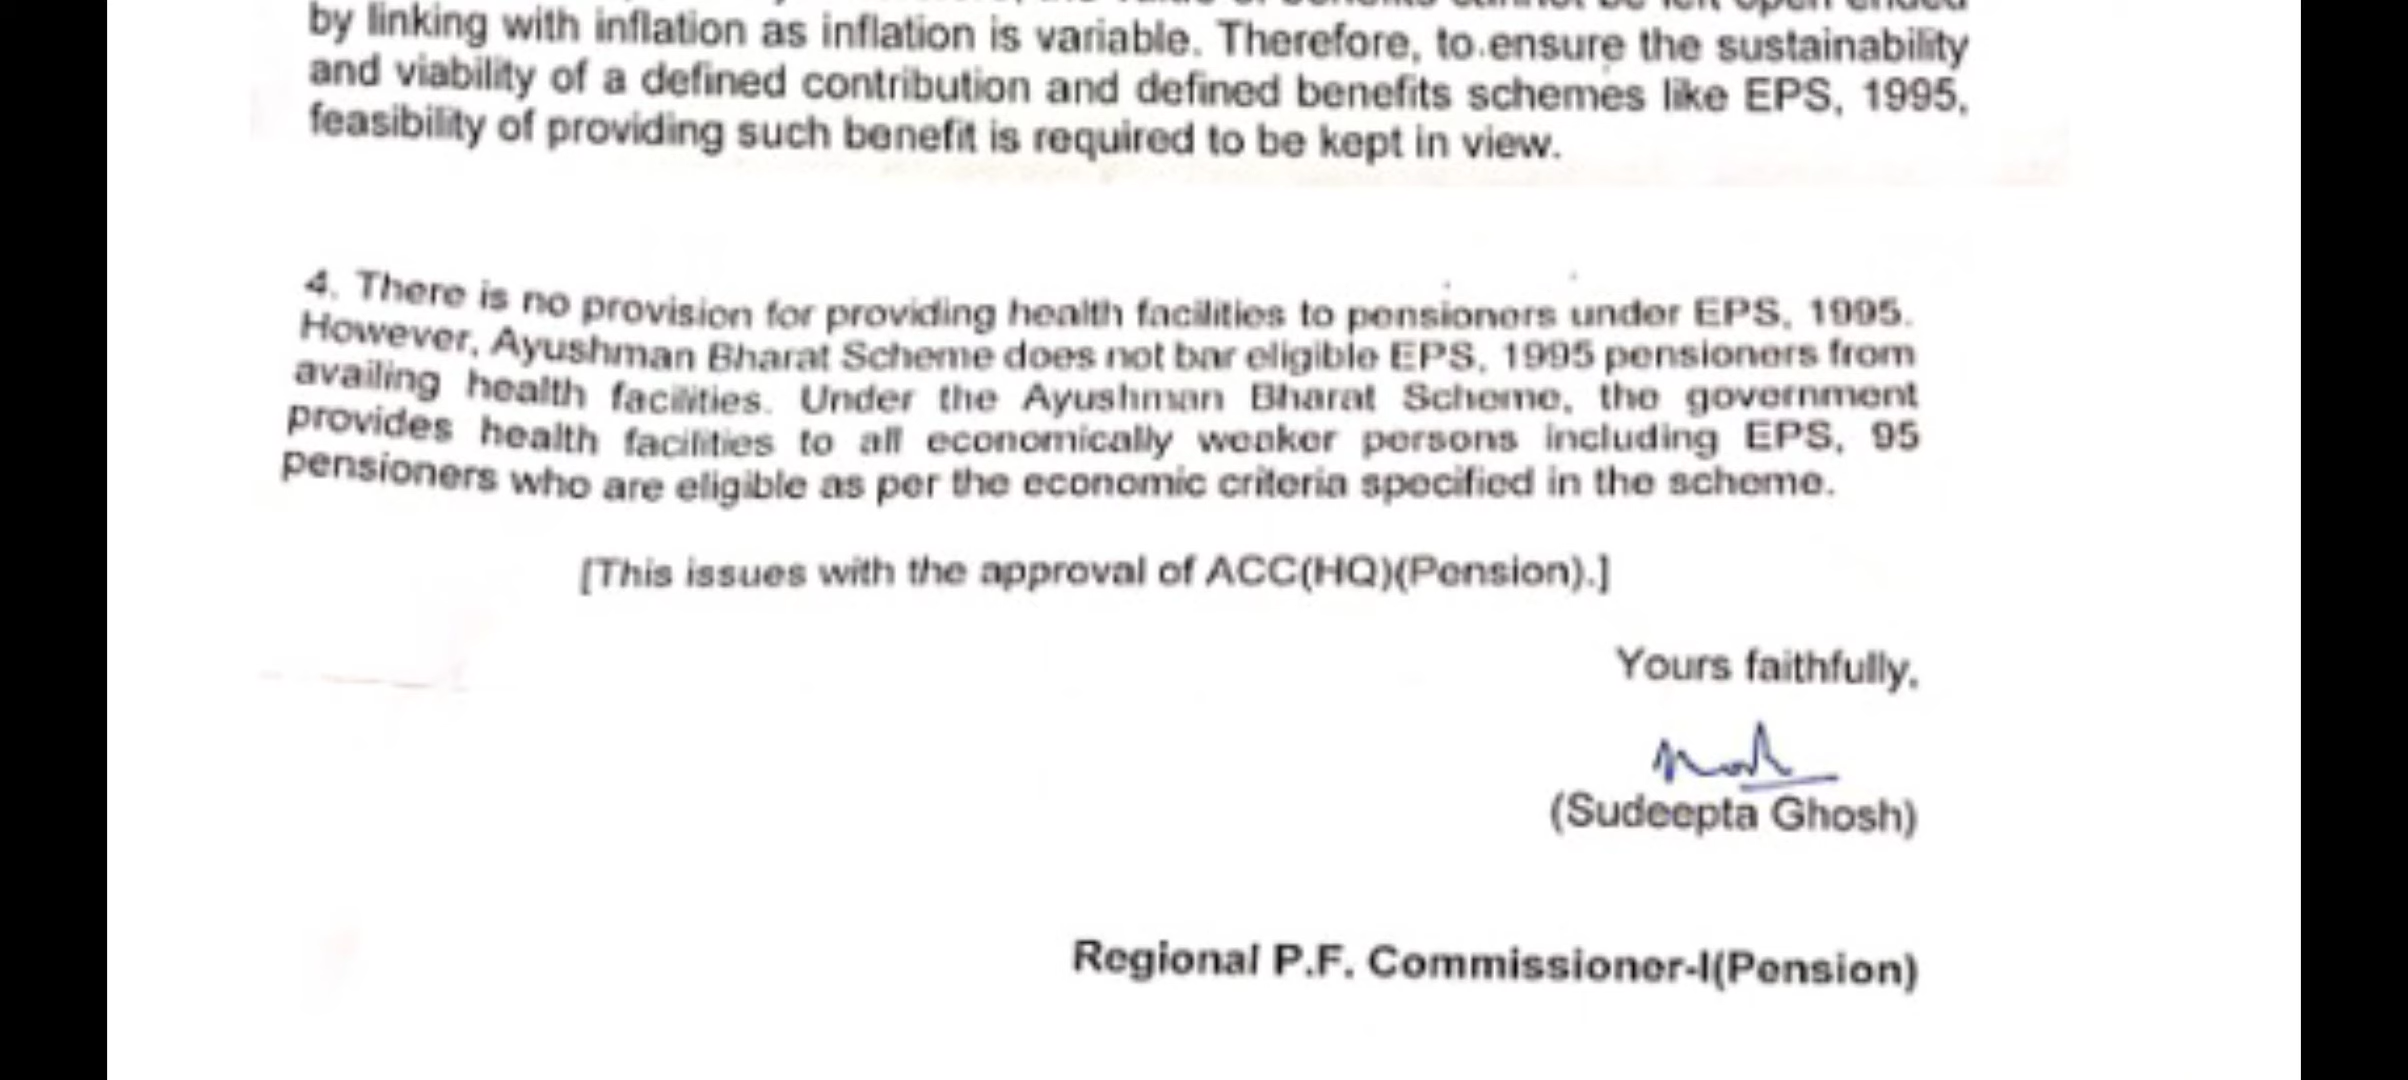 by linking with inflation as inflation is variable. Therefore, to ensure the sustainability
and viability of a defined contribution and defined benefits schemes like EPS, 1995,
feasibility of providing such benefit is required to be kept in view.
4. There is no provision for providing health facilities to pensioners under EPS, 1995.
However, Ayushman Bharat Scheme does not bar eligible EPS, 1995 pensioners from
availing health facilities. Under the Ayushman Bharat Scheme, the government
provides health facilities to all economically weaker persons including EPS, 95
pensioners who are eligible as per the economic criteria specified in the scheme.
[This issues with the approval of ACC(HQ)(Pension).]
Yours faithfully,
(Sudeepta Ghosh)
Regional P.F. Commissioner-I(Pension)